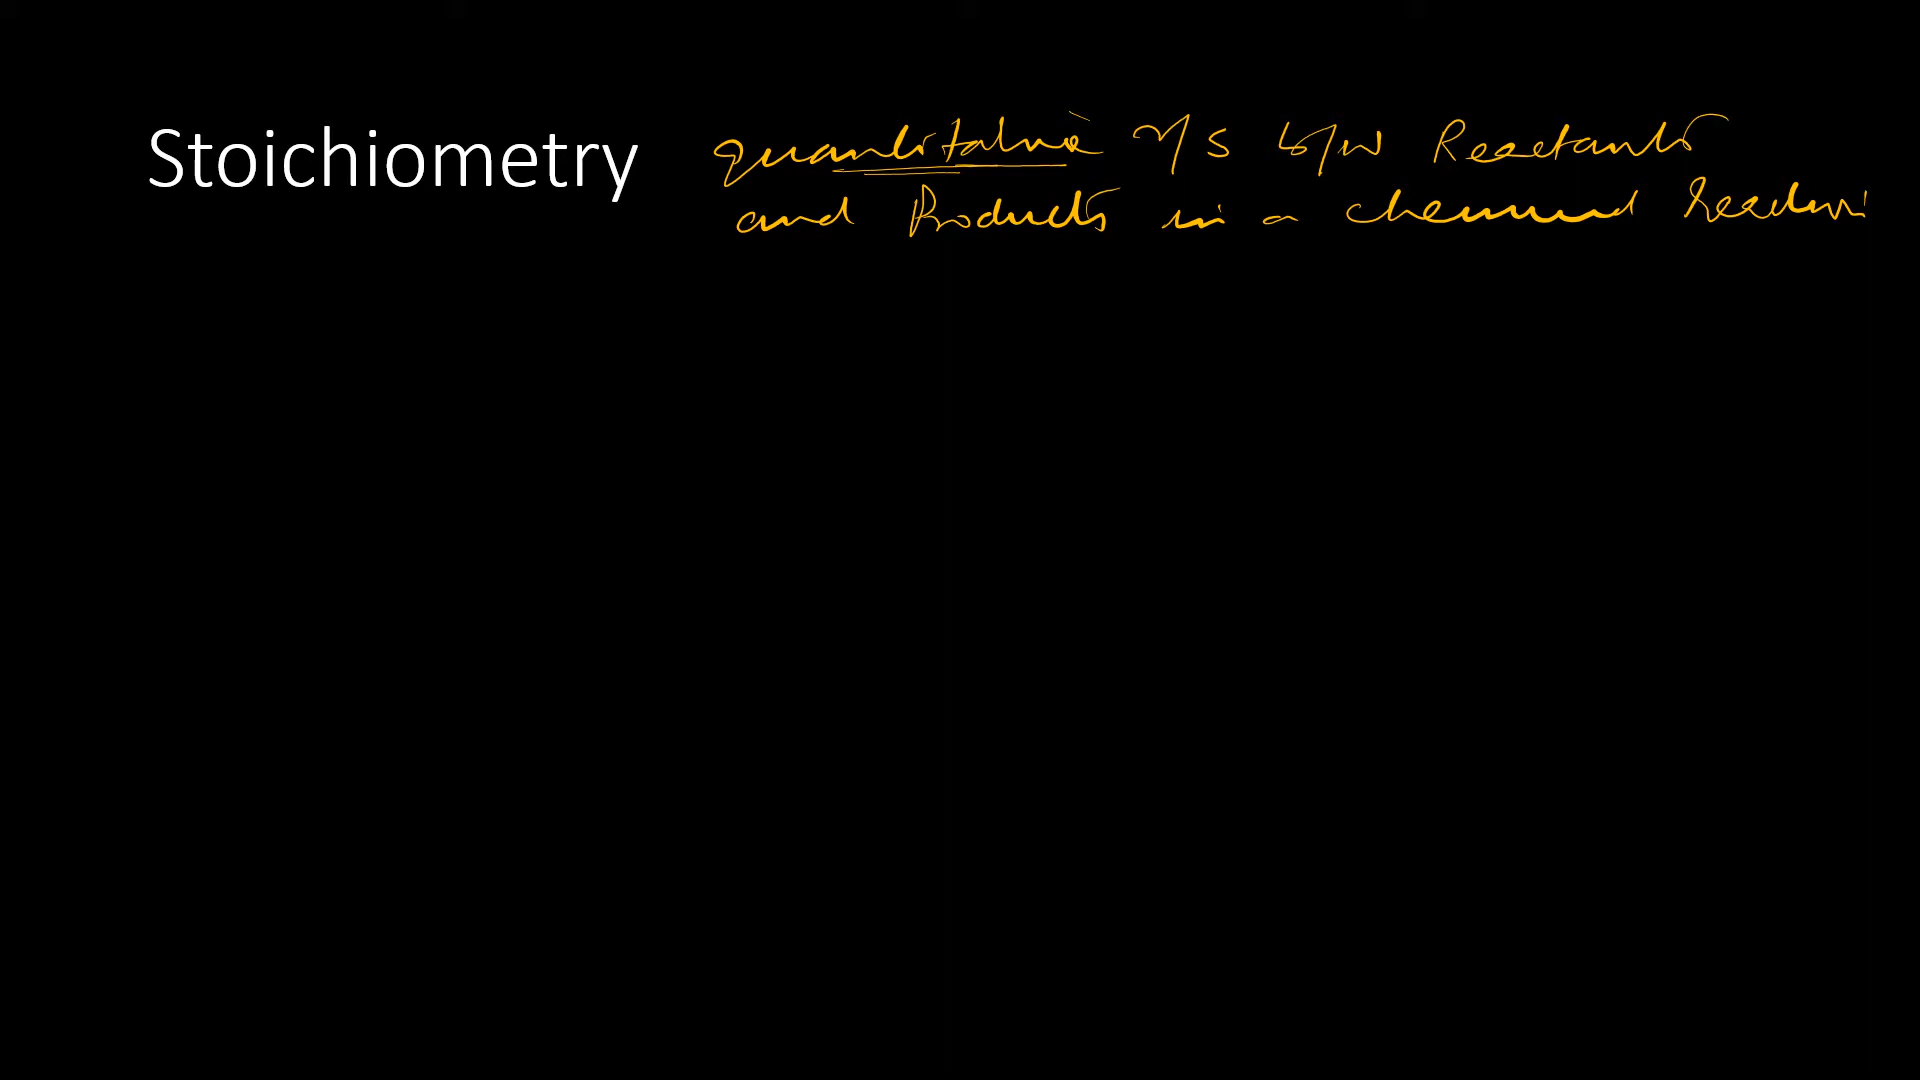 Stoichiometry
quantitative r/s b/w Reactants
and Products in a chemical Reaction